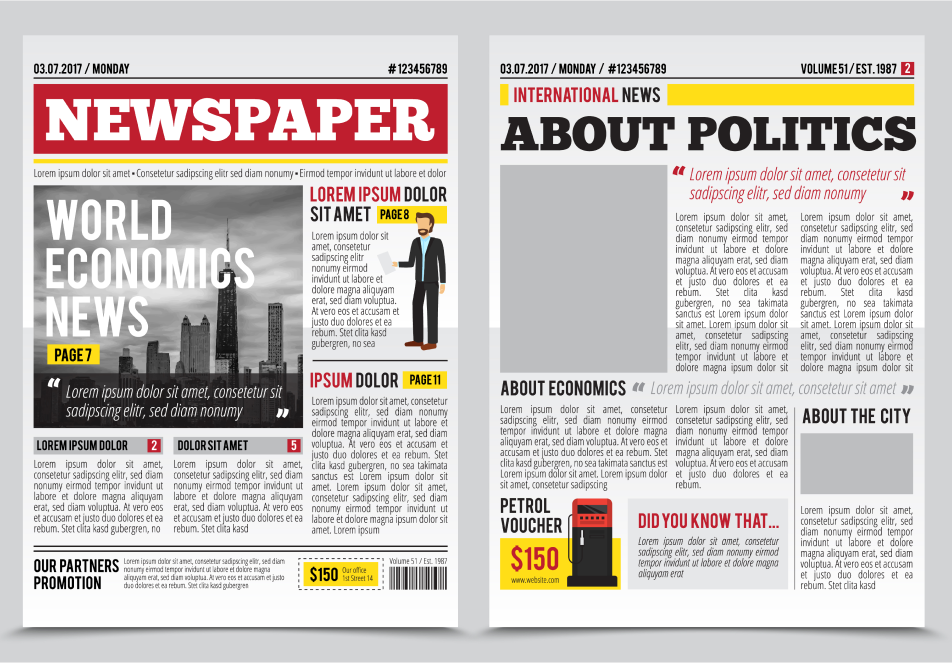 03.07.2017 / MONDAY
#123456789
NEWSPAPER
Lorem ipsum dolor sit amet • Consetetur sadipscing elitr sed diam nonumy • Eirmod tempor invidunt ut labore et dolor
WORLD
ECONOMICS
NEWS
PAGE 7
“ Lorem ipsum dolor sit amet, consetetur sit
sadipscing elitr, sed diam nonumy ”
LOREM IPSUM DOLOR
SIT AMET PAGE 8
Lorem ipsum dolor sit
amet, consetetur
sadipscing elitr
nonumy eirmod
invidunt ut labore et
dolore magna aliquyam
erat, sed diam voluptua.
At vero eos et accusam et
justo duo dolores et ea
rebum. Stet clita kasd
gubergren, no sea
IPSUM DOLOR PAGE 11
Lorem ipsum dolor sit amet,
consetetur sadipscing elitr, sed
diam nonumy eirmod tempor
invidunt ut labore et dolore magna
aliquyam erat, sed diam voluptua.
At vero eos et accusam et justo
duo dolores et ea rebum. Stet
clita kasd gubergren, no sea takimata
sanctus est Lorem ipsum dolor
sit amet. Lorem ipsum dolor sit
amet, consetetur sadipscing elitr,
sed diam nonumy eirmod tempor
invidunt ut labore et dolore sit
amet. Lorem ipsum
LOREM IPSUM DOLOR 2
Lorem ipsum dolor sit amet,
consetetur sadipscing elitr, sed diam
nonumy eirmod tempor invidunt ut
labore et dolore magna aliquyam
erat, sed diam voluptua. At vero eos
et accusam et justo duo dolores et ea
rebum. Stet clita kasd gubergren, no
DOLOR SIT AMET 5
Lorem ipsum dolor sit amet,
consetetur sadipscing elitr, sed diam
nonumy eirmod tempor invidunt ut
labore et dolore magna aliquyam
erat, sed diam voluptua. At vero eos
et accusam et justo duo dolores et ea
rebum. Stet clita kasd
OUR PARTNERS
PROMOTION
Lorem ipsum dolor sit amet, consetetur sadipscing elitr, sed diam
nonumy eirmod tempor invidunt ut labore et dolore magna
aliquyam erat, sed diam voluptua. At vero eos et accusam et justo
duo dolores et ea rebum. Stet clita kasd gubergren, no sea
$150 Our office
1st Street 14
Volume 51 / Est. 1987
03.07.2017 / MONDAY / #123456789
VOLUME 51 / EST. 1987 2
INTERNATIONAL NEWS
ABOUT POLITICS
“ Lorem ipsum dolor sit amet, consetetur sit
sadipscing elitr, sed diam nonumy ”
Lorem ipsum dolor sit amet,
consetetur sadipscing elitr, sed
diam nonumy eirmod tempor
invidunt ut labore et dolore
magna aliquyam erat, sed diam
voluptua. At vero eos et accusam
et justo duo dolores et ea
rebum. Stet clita kasd
gubergren, no sea takimata
sanctus est Lorem ipsum dolor
sit amet. Lorem ipsum dolor sit
amet, consetetur sadipscing
elitr, sed diam nonumy eirmod
tempor invidunt ut labore et
dolore magna ipsum dolor sit
Lorem ipsum dolor sit amet,
consetetur sadipscing elitr, sed
diam nonumy eirmod tempor
invidunt ut labore et dolore
magna aliquyam erat, sed diam
voluptua. At vero eos et accusam
et justo duo dolores et ea
rebum. Stet clita kasd
gubergren, no sea takimata
sanctus est Lorem ipsum dolor
sit amet. Lorem ipsum dolor sit
amet, consetetur sadipscing
elitr, sed diam nonumy eirmod
tempor invidunt ut labore et
dolore magna ipsum dolor sit
ABOUT ECONOMICS “ Lorem ipsum dolor sit amet, consetetur sit amet ”
Lorem ipsum dolor sit amet, consetetur
sadipscing elitr, sed diam nonumy eirmod
tempor invidunt ut labore et dolore magna
aliquyam erat, sed diam voluptua. At vero eos
et accusam et justo duo dolores et ea rebum. Stet
clita kasd gubergren, no sea takimata sanctus est
Lorem ipsum dolor sit amet. Lorem ipsum dolor
sit amet, consetetur sadipscing
Lorem ipsum dolor sit amet,
consetetur sadipscing elitr, sed
diam nonumy eirmod tempor
invidunt ut labore et dolore
magna aliquyam erat, sed diam
voluptua. At vero eos et accusam
et justo duo dolores et ea
rebum.
ABOUT THE CITY
Lorem ipsum dolor sit amet,
consetetur sadipscing elitr, sed
diam nonumy eirmod tempor
invidunt ut labore et dolore
magna aliquyam erat, sed diam
voluptua. At vero eos et accusam
et justo duo dolores et ea
rebum. Stet clita kasd
PETROL
VOUCHER
$150
www.website.com
DID YOU KNOW THAT...
Lorem ipsum dolor sit amet, consetetur
sadipscing elitr, sed diam nonumy eirmod
tempor invidunt ut labore et dolore magna
aliquyam erat